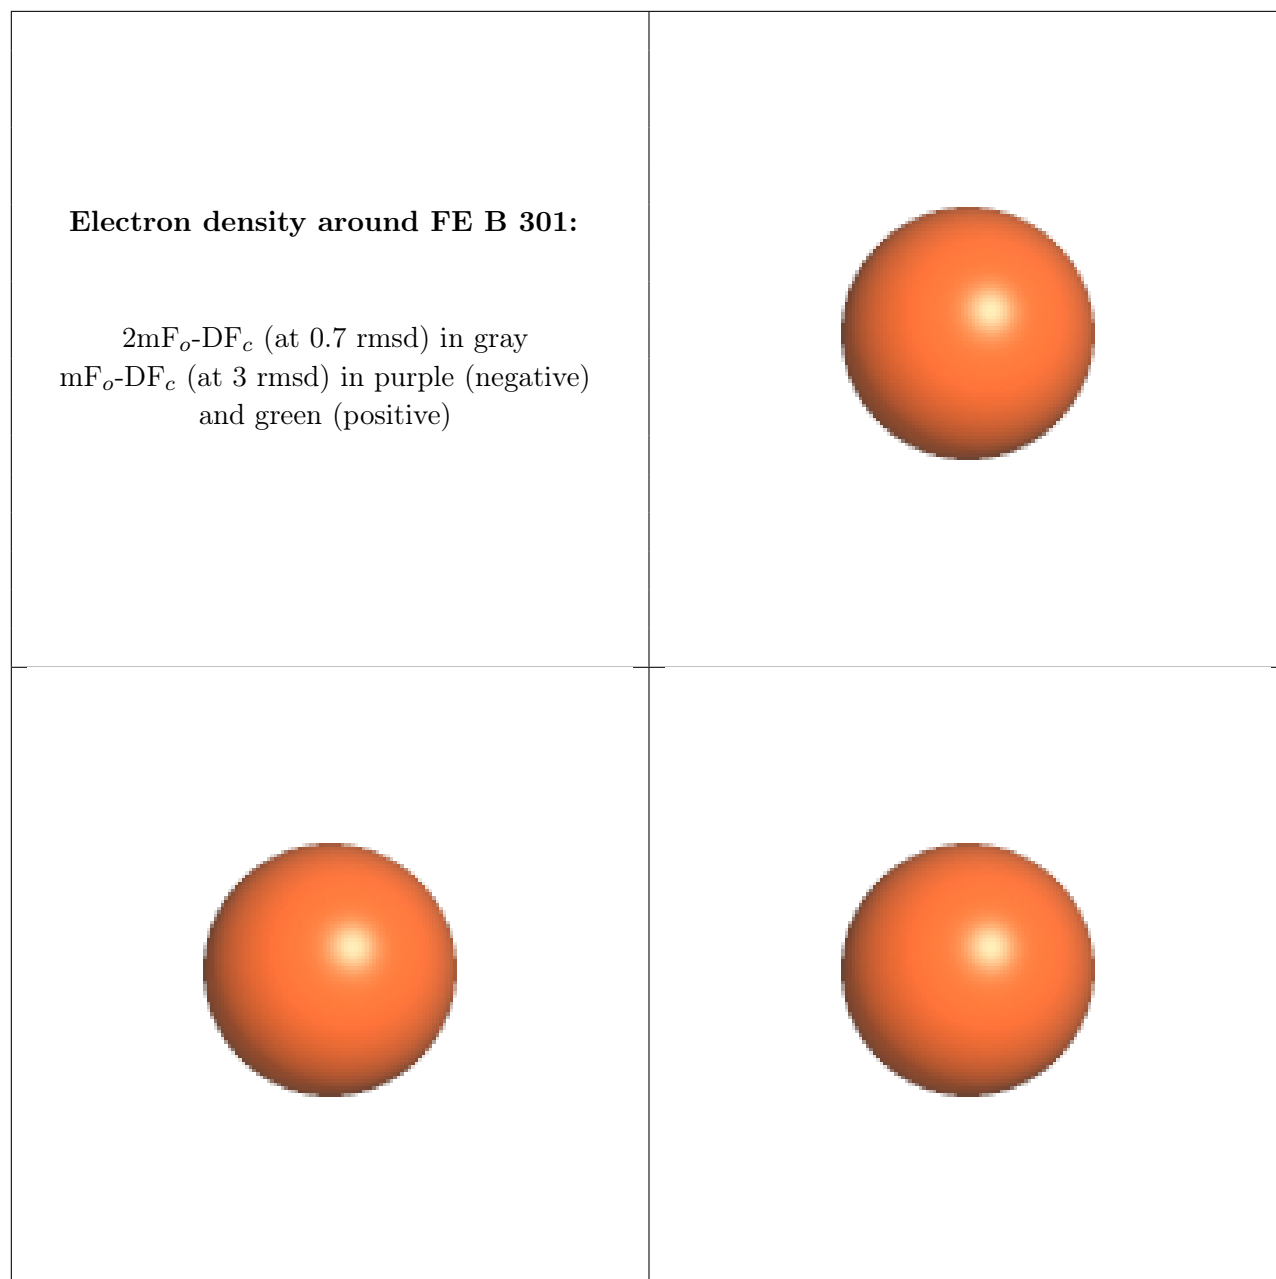 Electron density around FE B 301:
2mFo-DFc (at 0.7 rmsd) in gray
mFo-DFc (at 3 rmsd) in purple (negative)
and green (positive)